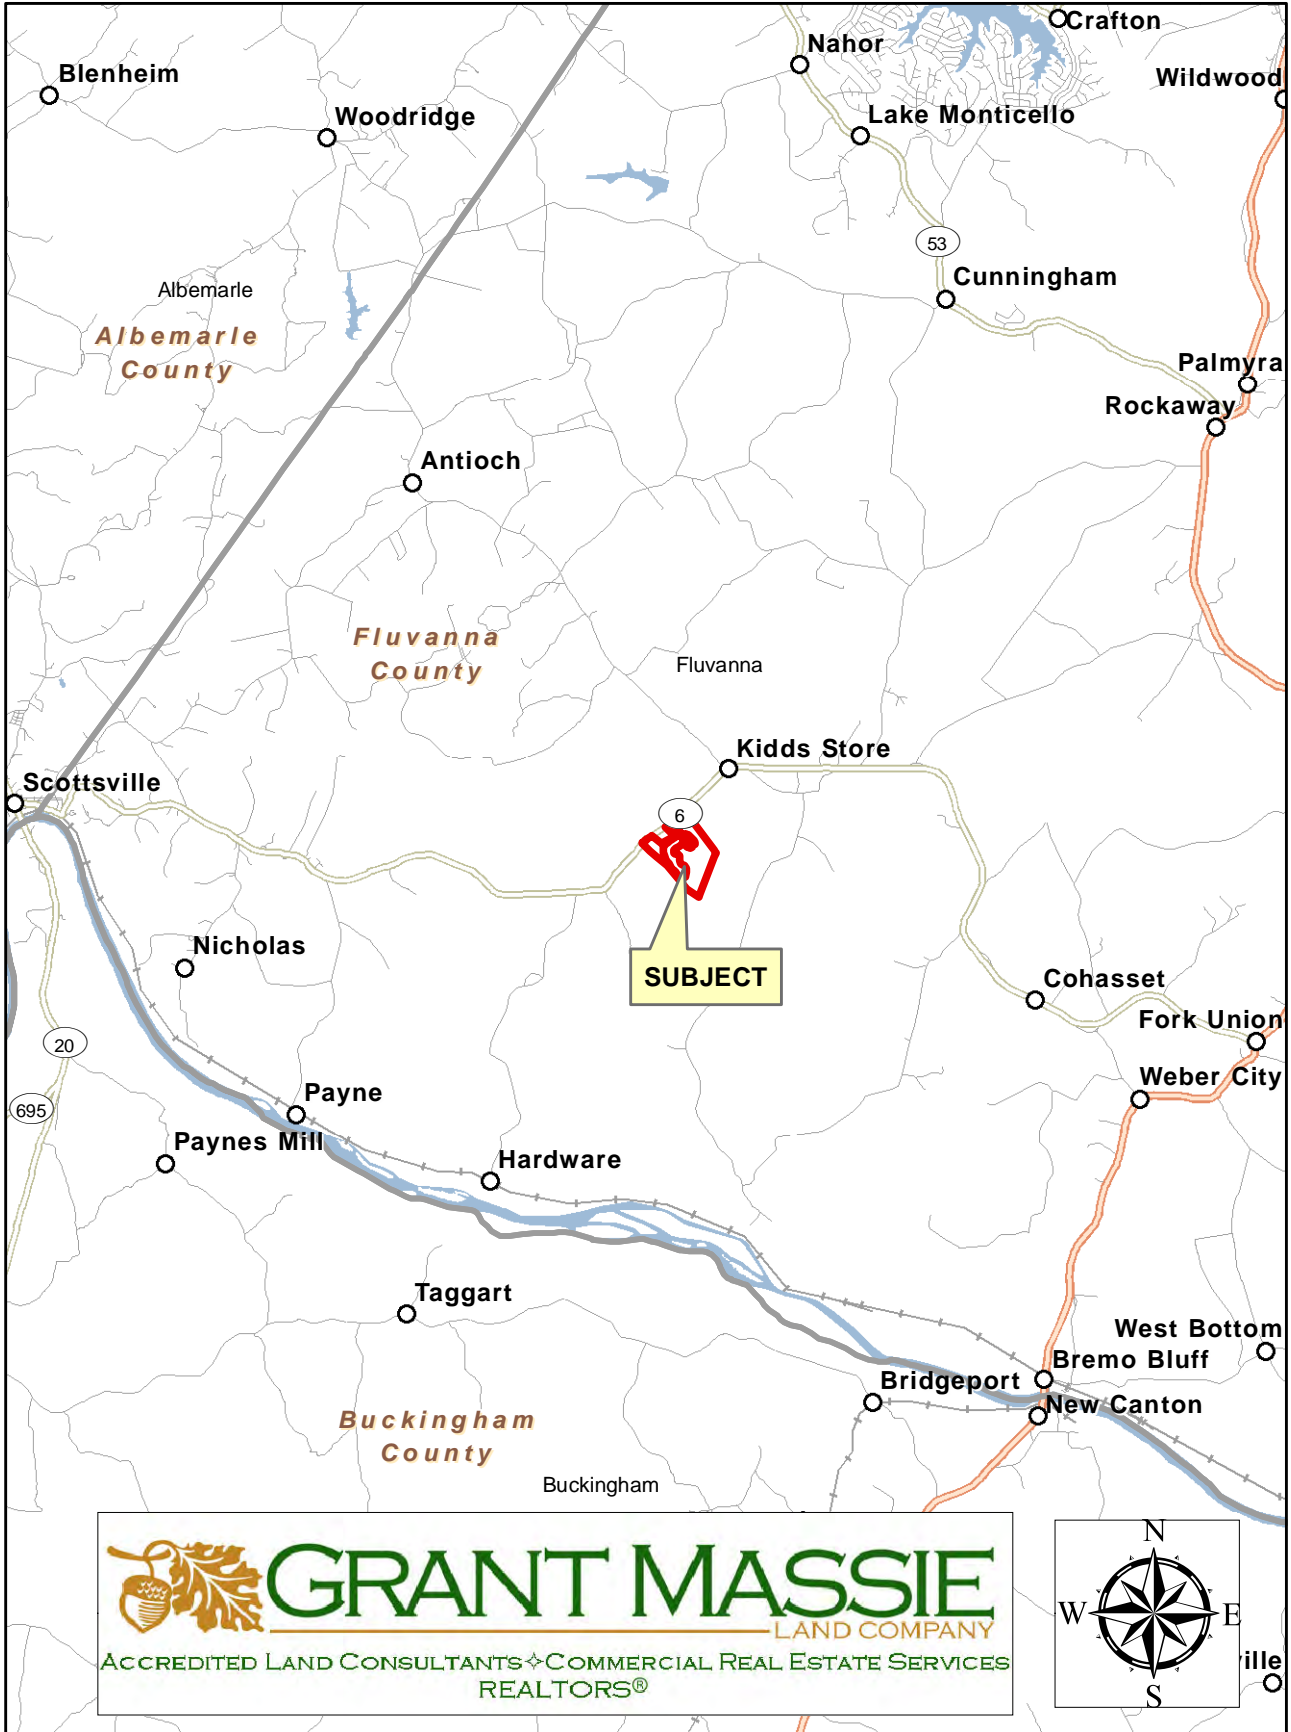 Crafton
Nahor
Blenheim
Wildwood
Woodridge
Lake Monticello
53
Cunningham
Albemarle
Albemarle
County
Palmyra
Rockaway
Antioch
Fluvanna
County
Fluvanna
Kidds Store
Scottsville
6
Nicholas
SUBJECT
Cohasset
Fork Union
20
Weber City
Payne
695
Paynes Mill
Hardware
Taggart
West Bottom
Bremo Bluff
Bridgeport
New Canton
Buckingham
County
Buckingham
GRANT MASSIE
LAND COMPANY
ACCREDITED LAND CONSULTANTS✧COMMERCIAL REAL ESTATE SERVICES
REALTORS®
N
W E
S
ville